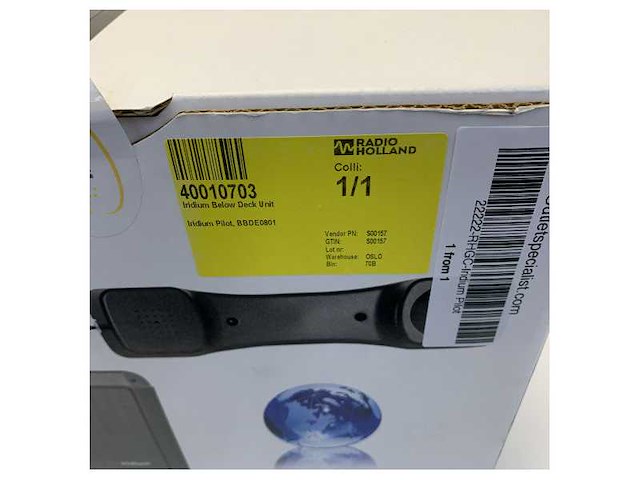 RADIO
HOLLAND
Colli:
1/1
40010703
Iridium Below Deck Unit
Iridium Pilot, BBDE0801
Vendor PN: S00157
GTIN: S00157
Lot nr:
Warehouse: OSLO
Bin: 70B
Outletspecialist.com
22222-RHGC-Iridium Pilot
1 from 1